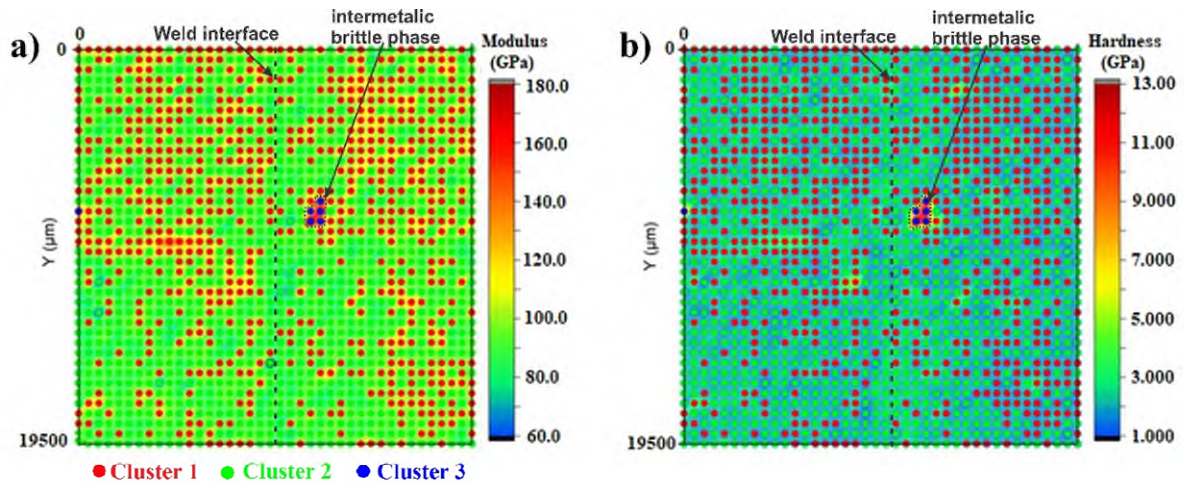 a)
0
0
Weld interface
intermetalic
brittle phase
Modulus
(GPa)
180.0
160.0
140.0
120.0
100.0
80.0
60.0
Y (µm)
19500
Cluster 1
Cluster 2
Cluster 3
b)
0
0
Weld interface
intermetalic
brittle phase
Hardness
(GPa)
13.00
11.00
9.000
7.000
5.000
3.000
1.000
Y (µm)
19500